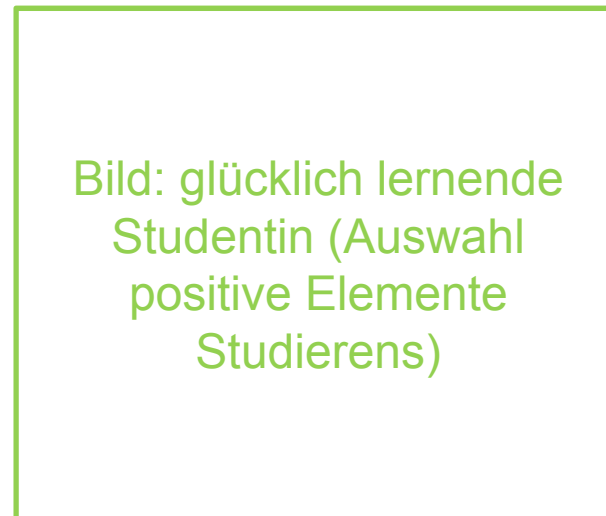 Bild: glücklich lernende
Studentin (Auswahl
positive Elemente
Studierens)